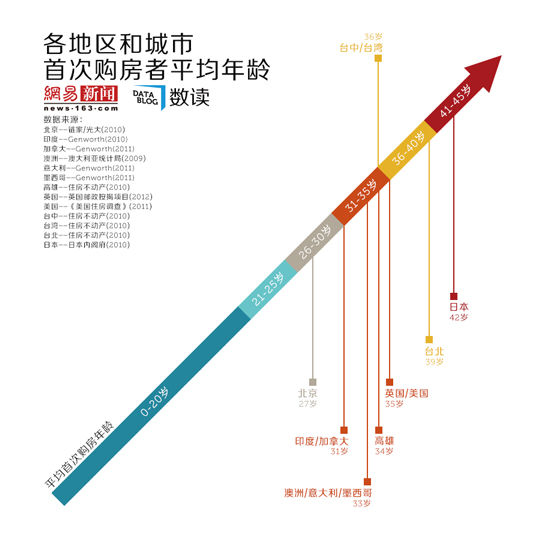 各地区和城市
首次购房者平均年龄
網易 新闻
news·163.com
DATA
BLOG
数读
数据来源：
北京--链家/光大(2010)
印度--Genworth(2010)
加拿大--Genworth(2011)
澳洲--澳大利亚统计局(2009)
意大利--Genworth(2011)
墨西哥--Genworth(2011)
高雄--住房不动产(2010)
英国--英国邮政按揭项目(2012)
美国--《美国住房调查》(2011)
台中--住房不动产(2010)
台湾--住房不动产(2010)
台北--住房不动产(2010)
日本--日本内阁府(2010)
36岁
台中/台湾
41-45岁
36-40岁
31-35岁
26-30岁
21-25岁
0-20岁
平均首次购房年龄
日本
42岁
台北
39岁
北京
27岁
英国/美国
35岁
印度/加拿大
31岁
高雄
34岁
澳洲/意大利/墨西哥
33岁